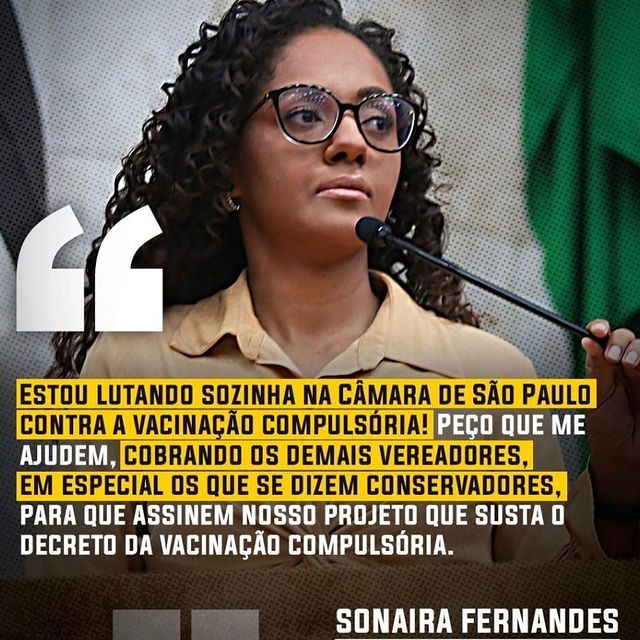 “
ESTOU LUTANDO SOZINHA NA CÂMARA DE SÃO PAULO
CONTRA A VACINAÇÃO COMPULSÓRIA! PEÇO QUE ME
AJUDEM, COBRANDO OS DEMAIS VEREADORES,
EM ESPECIAL OS QUE SE DIZEM CONSERVADORES,
PARA QUE ASSINEM NOSSO PROJETO QUE SUSTA O
DECRETO DA VACINAÇÃO COMPULSÓRIA.
SONAIRA FERNANDES